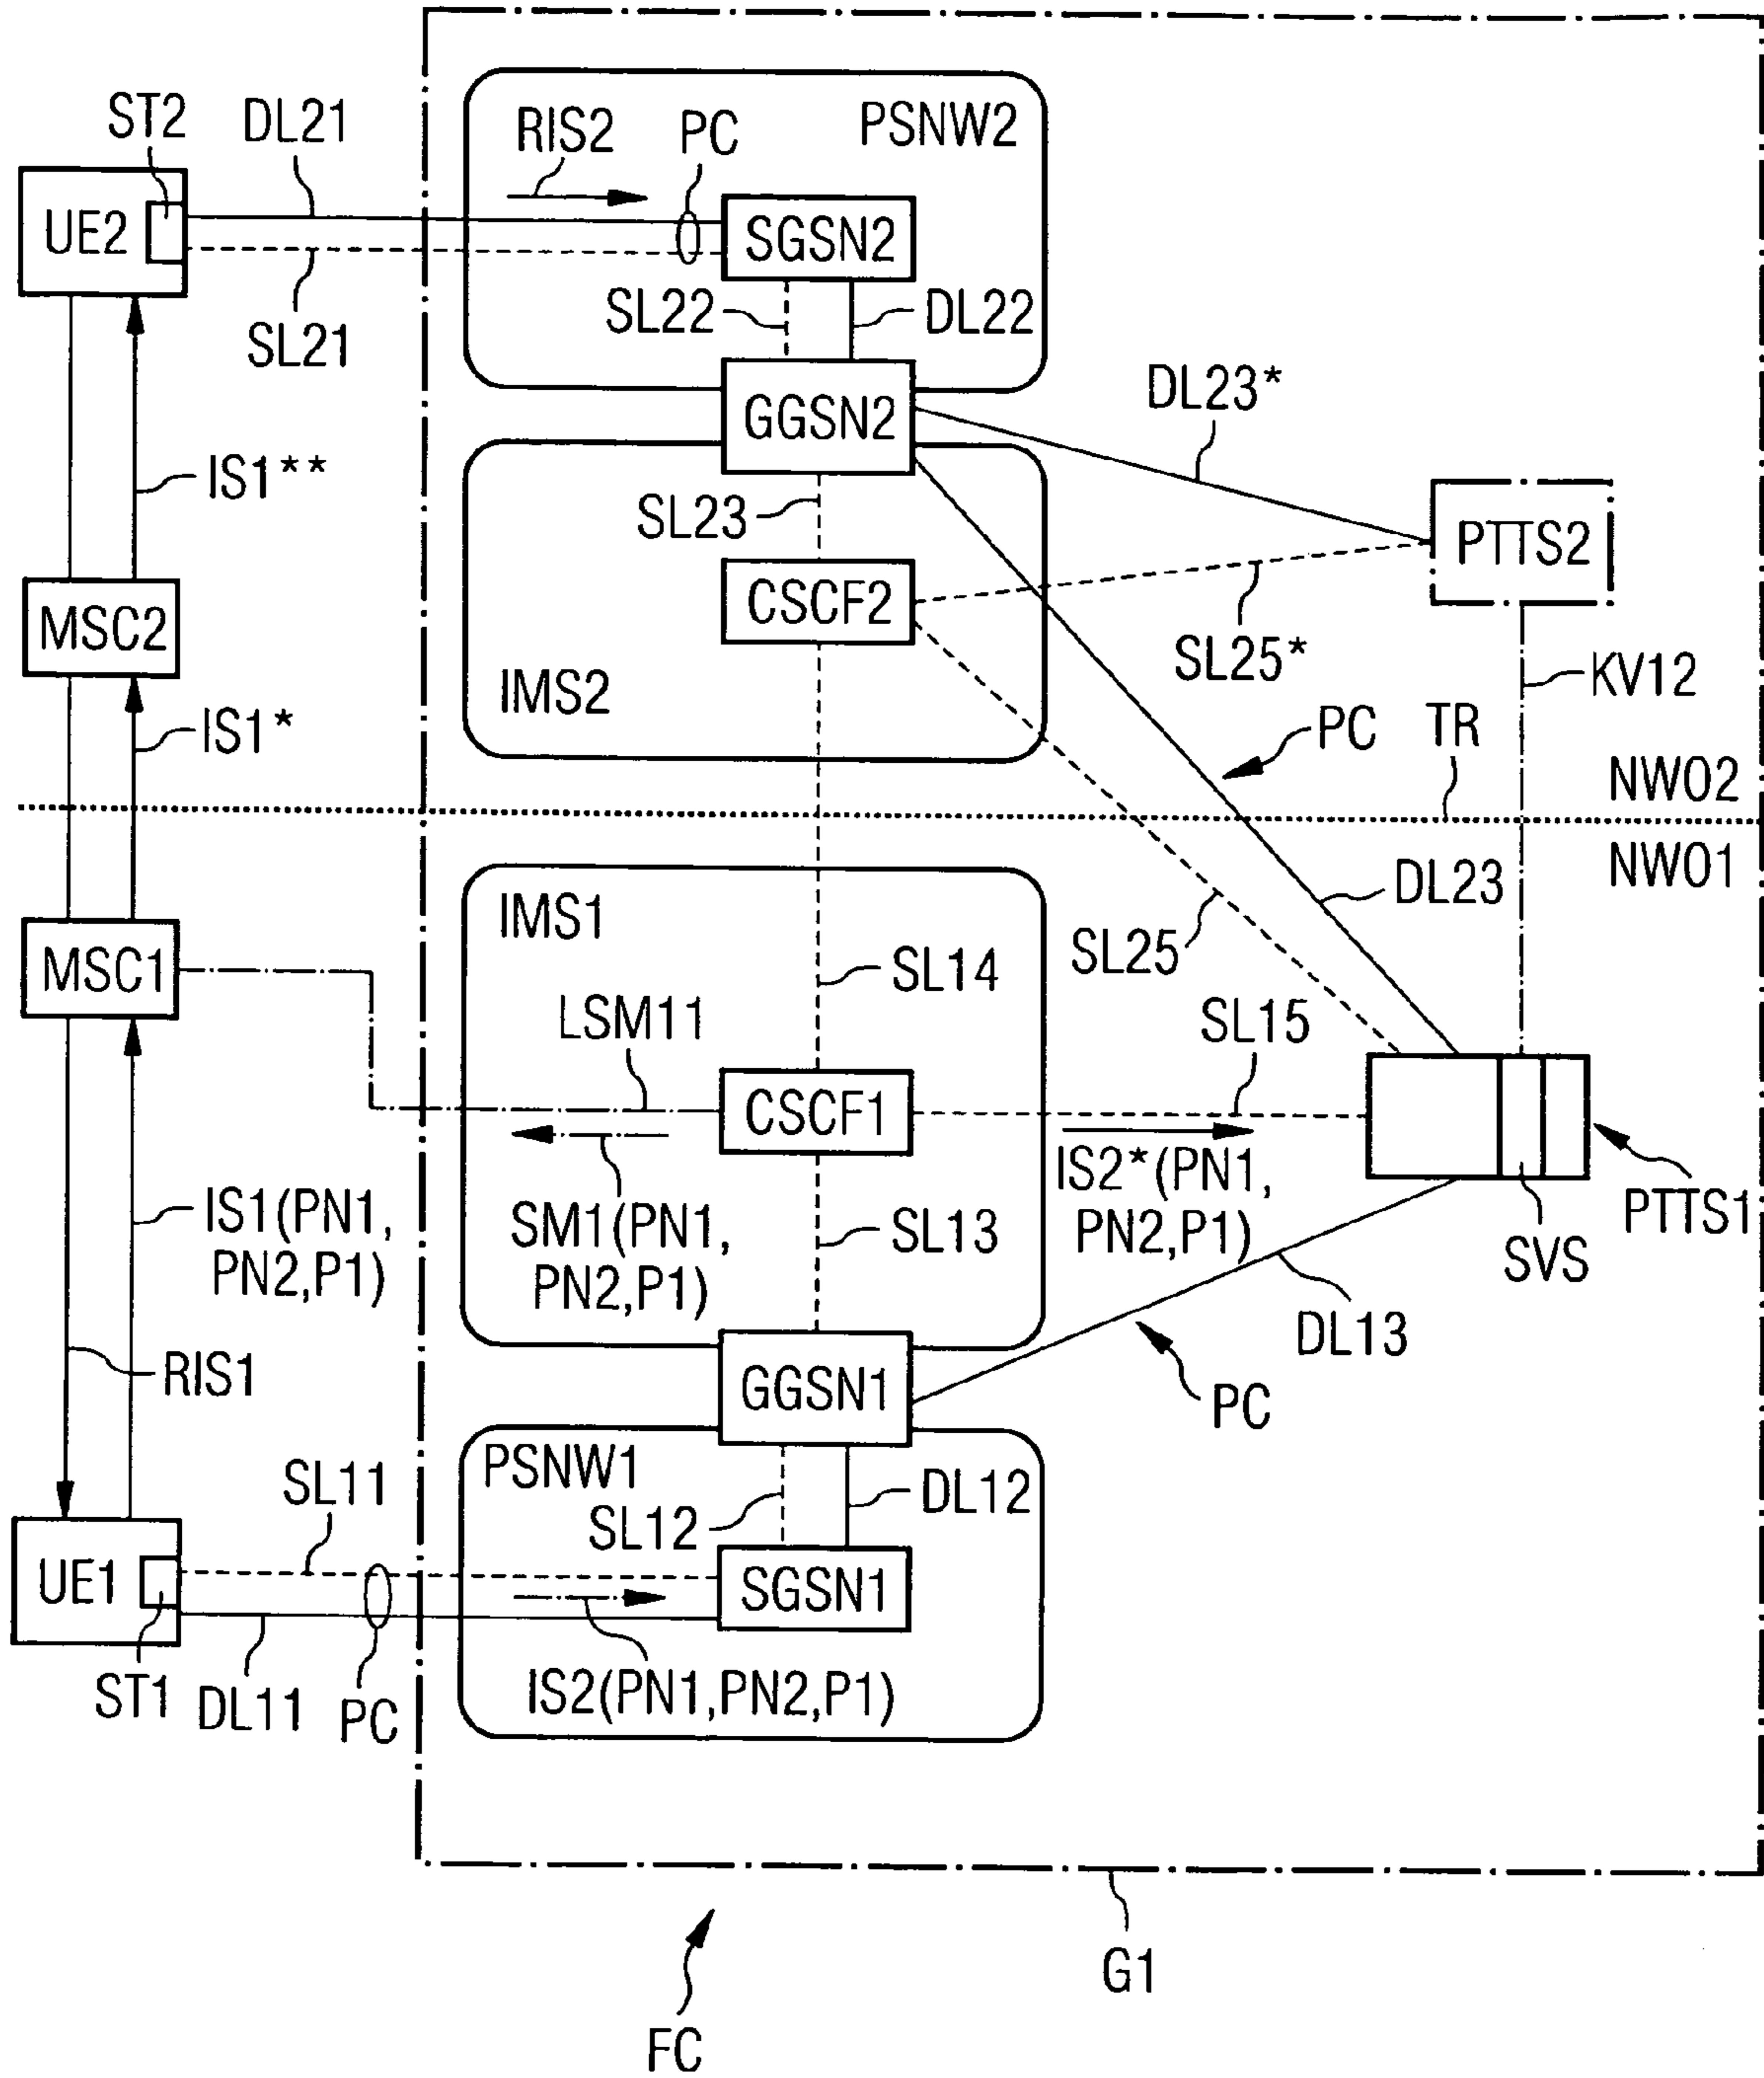 ST2
DL21
RIS2
PC
PSNW2
UE2
SGSN2
SL21
SL22
DL22
GGSN2
DL23*
IS1**
SL23
PTTS2
CSCF2
MSC2
SL25*
KV12
IMS2
PC
TR
IS1*
NWO2
NWO1
IMS1
DL23
MSC1
SL14
SL25
LSM11
SL15
CSCF1
IS2*(PN1,
PN2,P1)
PTTS1
IS1(PN1,
PN2,P1)
SM1(PN1,
PN2,P1)
SL13
SVS
DL13
RIS1
GGSN1
PC
PSNW1
SL11
SL12
DL12
UE1
SGSN1
ST1
DL11
PC
IS2(PN1,PN2,P1)
G1
FC